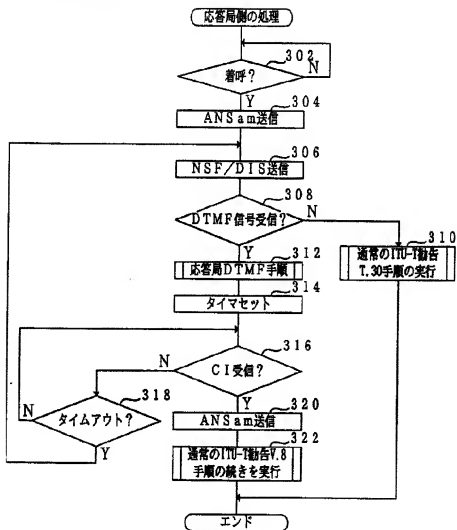 応答局側の処理
302
着呼?
N
Y
304
ANSam送信
306
NSF/DIS送信
308
DTMF信号受信?
N
Y
310
通常のITU-T勧告
T.30手順の実行
312
応答局DTMF手順
314
タイマセット
316
CI受信?
N
Y
318
タイムアウト?
N
Y
320
ANSam送信
322
通常のITU-T勧告V.8
手順の続きを実行
エンド